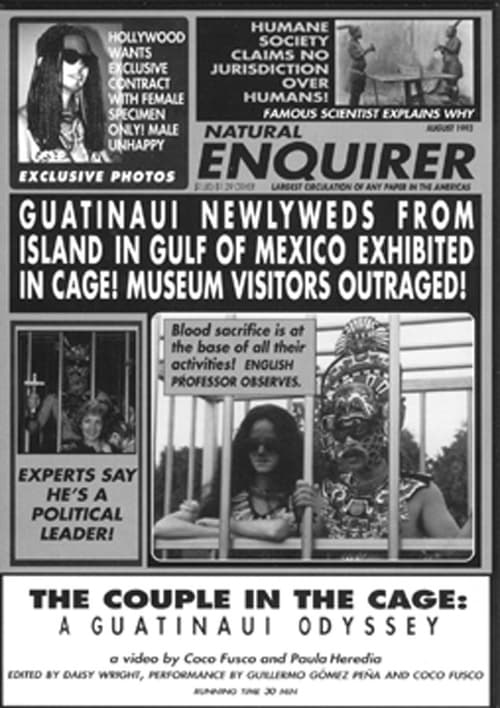 HOLLYWOOD
WANTS
EXCLUSIVE
CONTRACT
WITH FEMALE
SPECIMEN
ONLY! MALE
UNHAPPY
EXCLUSIVE PHOTOS
HUMANE
SOCIETY
CLAIMS NO
JURISDICTION
OVER
HUMANS!
FAMOUS SCIENTIST EXPLAINS WHY
NATURAL
AUGUST 1993
ENQUIRER
LARGEST CIRCULATION OF ANY PAPER IN THE AMERICAS
GUATINAUI NEWLYWEDS FROM
ISLAND IN GULF OF MEXICO EXHIBITED
IN CAGE! MUSEUM VISITORS OUTRAGED!
EXPERTS SAY
HE'S A
POLITICAL
LEADER!
Blood sacrifice is at
the base of all their
activities! ENGLISH
PROFESSOR OBSERVES.
THE COUPLE IN THE CAGE:
A GUATINAUI ODYSSEY
a video by Coco Fusco and Paula Heredia
EDITED BY DAISY WRIGHT, PERFORMANCE BY GUILLERMO GÓMEZ PEÑA AND COCO FUSCO
RUNNING TIME 30 MIN